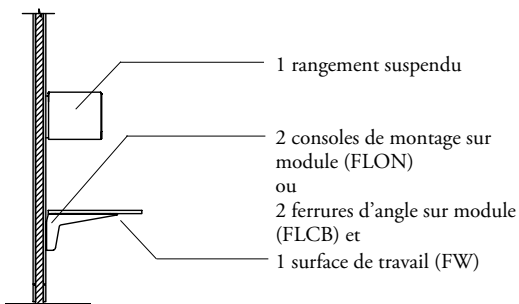 1 rangement suspendu
2 consoles de montage sur
module (FLON)
ou
2 ferrures d'angle sur module
(FLCB) et
1 surface de travail (FW)